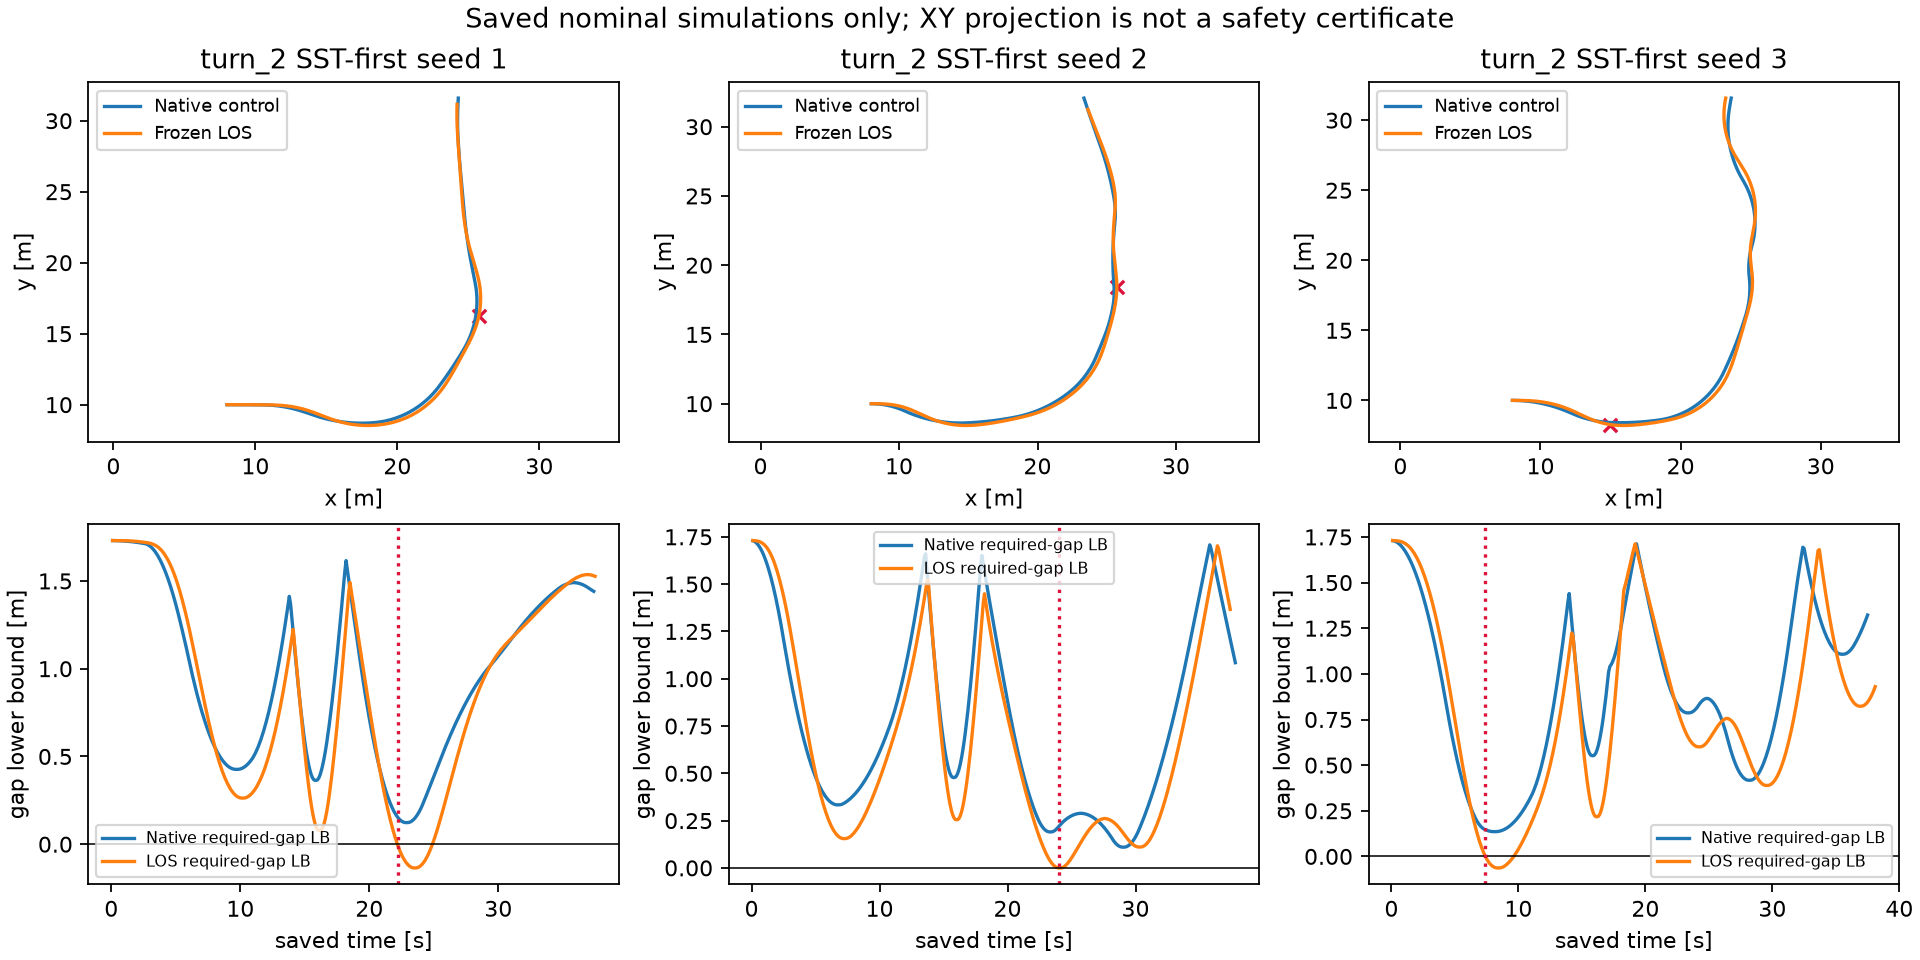 Saved nominal simulations only; XY projection is not a safety certificate
turn_2 SST-first seed 1
Native control
Frozen LOS
30
25
20
15
10
y [m]
0
10
20
30
x [m]
turn_2 SST-first seed 2
Native control
Frozen LOS
30
25
20
15
10
y [m]
0
10
20
30
x [m]
turn_2 SST-first seed 3
Native control
Frozen LOS
30
25
20
15
10
y [m]
0
10
20
30
x [m]
1.5
1.0
0.5
0.0
gap lower bound [m]
Native required-gap LB
LOS required-gap LB
0
10
20
30
saved time [s]
1.75
1.50
1.25
1.00
0.75
0.50
0.25
0.00
gap lower bound [m]
Native required-gap LB
LOS required-gap LB
0
10
20
30
saved time [s]
1.75
1.50
1.25
1.00
0.75
0.50
0.25
0.00
gap lower bound [m]
Native required-gap LB
LOS required-gap LB
0
10
20
30
40
saved time [s]